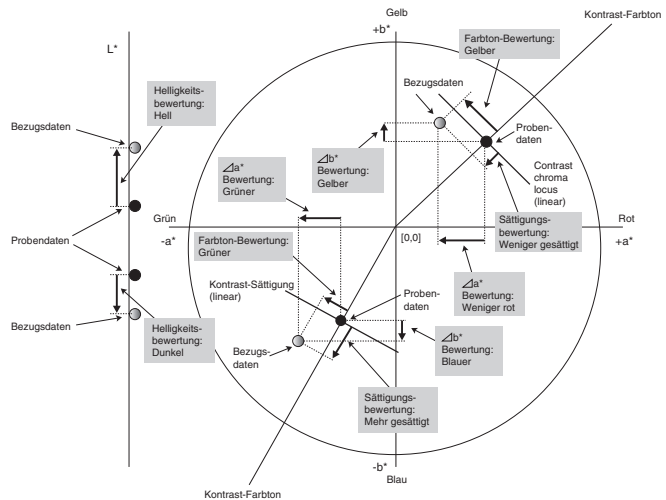 Gelb
+b*
Kontrast-Farbton
L*
Farbton-Bewertung:
Gelber
Helligkeits-
bewertung:
Hell
Bezugsdaten
Bezugsdaten
Proben-
daten
⊿a*
Bewertung:
Grüner
⊿b*
Bewertung:
Gelber
Contrast
chroma
locus
(linear)
Grün
-a*
[0,0]
Sättigungs-
bewertung:
Weniger gesättigt
Rot
+a*
Probendaten
Farbton-Bewertung:
Grüner
Kontrast-Sättigung
(linear)
⊿a*
Bewertung:
Weniger rot
Proben-
daten
Bezugsdaten
Helligkeits-
bewertung:
Dunkel
Bezugs-
daten
⊿b*
Bewertung:
Blauer
Sättigungs-
bewertung:
Mehr gesättigt
-b*
Blau
Kontrast-Farbton